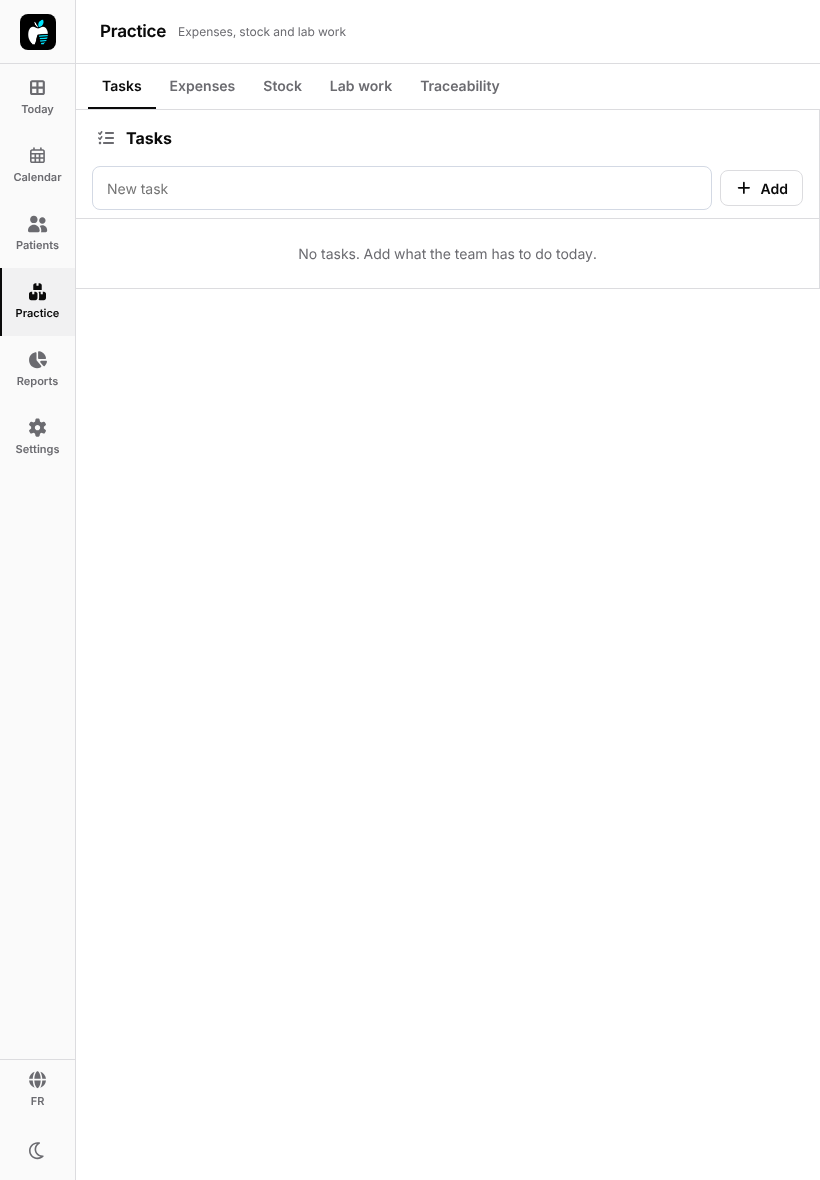 Practice Expenses, stock and lab work
Tasks Expenses Stock Lab work Traceability
Today
Calendar
Patients
Practice
Reports
Settings
FR
Tasks
New task
Add
No tasks. Add what the team has to do today.